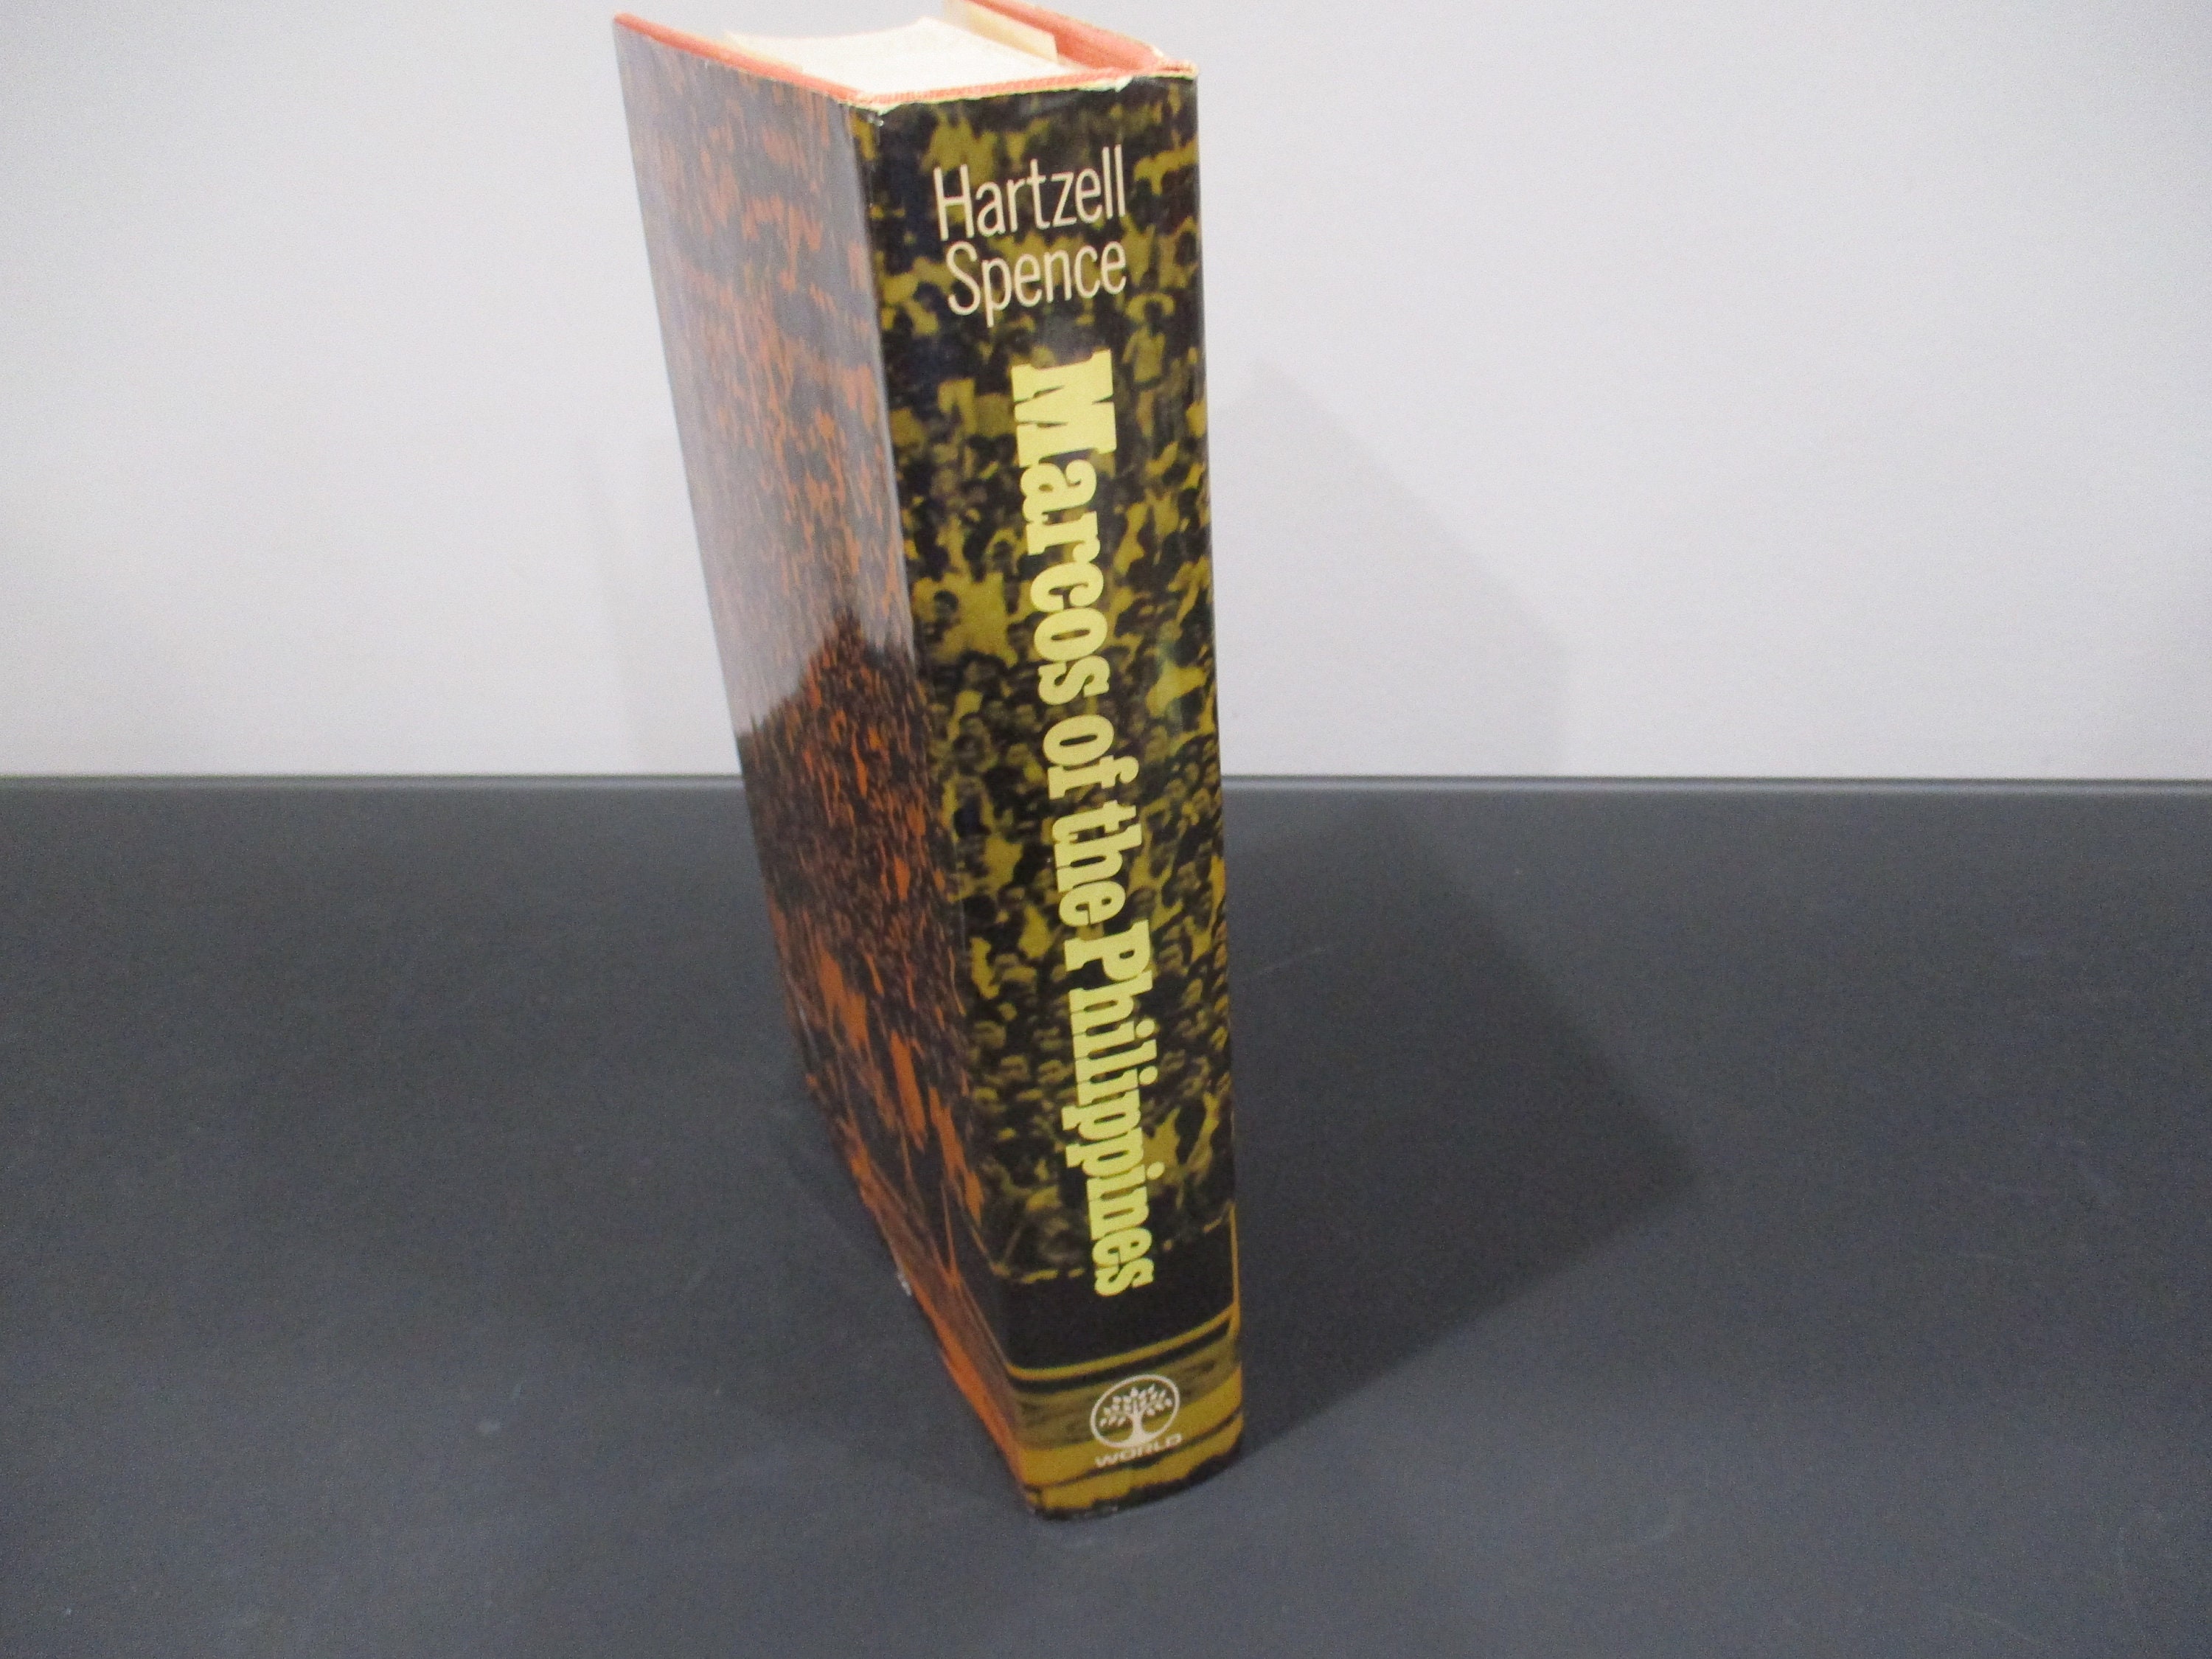 Hartzell
Spence
Marcos of the Philippines
WORLD